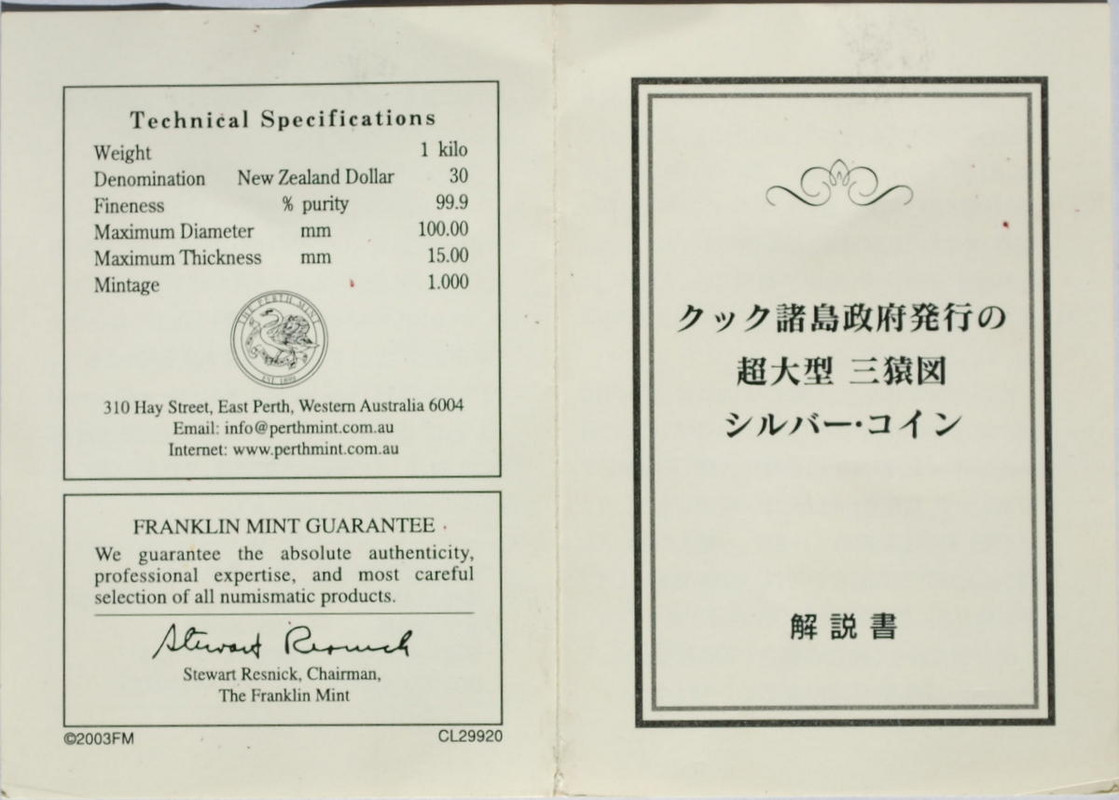 Technical Specifications
Weight 1 kilo
Denomination New Zealand Dollar 30
Fineness % purity 99.9
Maximum Diameter mm 100.00
Maximum Thickness mm 15.00
Mintage 1.000
THE PERTH MINT
EST 1899
310 Hay Street, East Perth, Western Australia 6004
Email: info@perthmint.com.au
Internet: www.perthmint.com.au
FRANKLIN MINT GUARANTEE
We guarantee the absolute authenticity,
professional expertise, and most careful
selection of all numismatic products.
Stewart Resnick
Stewart Resnick, Chairman,
The Franklin Mint
©2003FM CL29920
クック諸島政府発行の
超大型 三猿図
シルバー・コイン
解説書